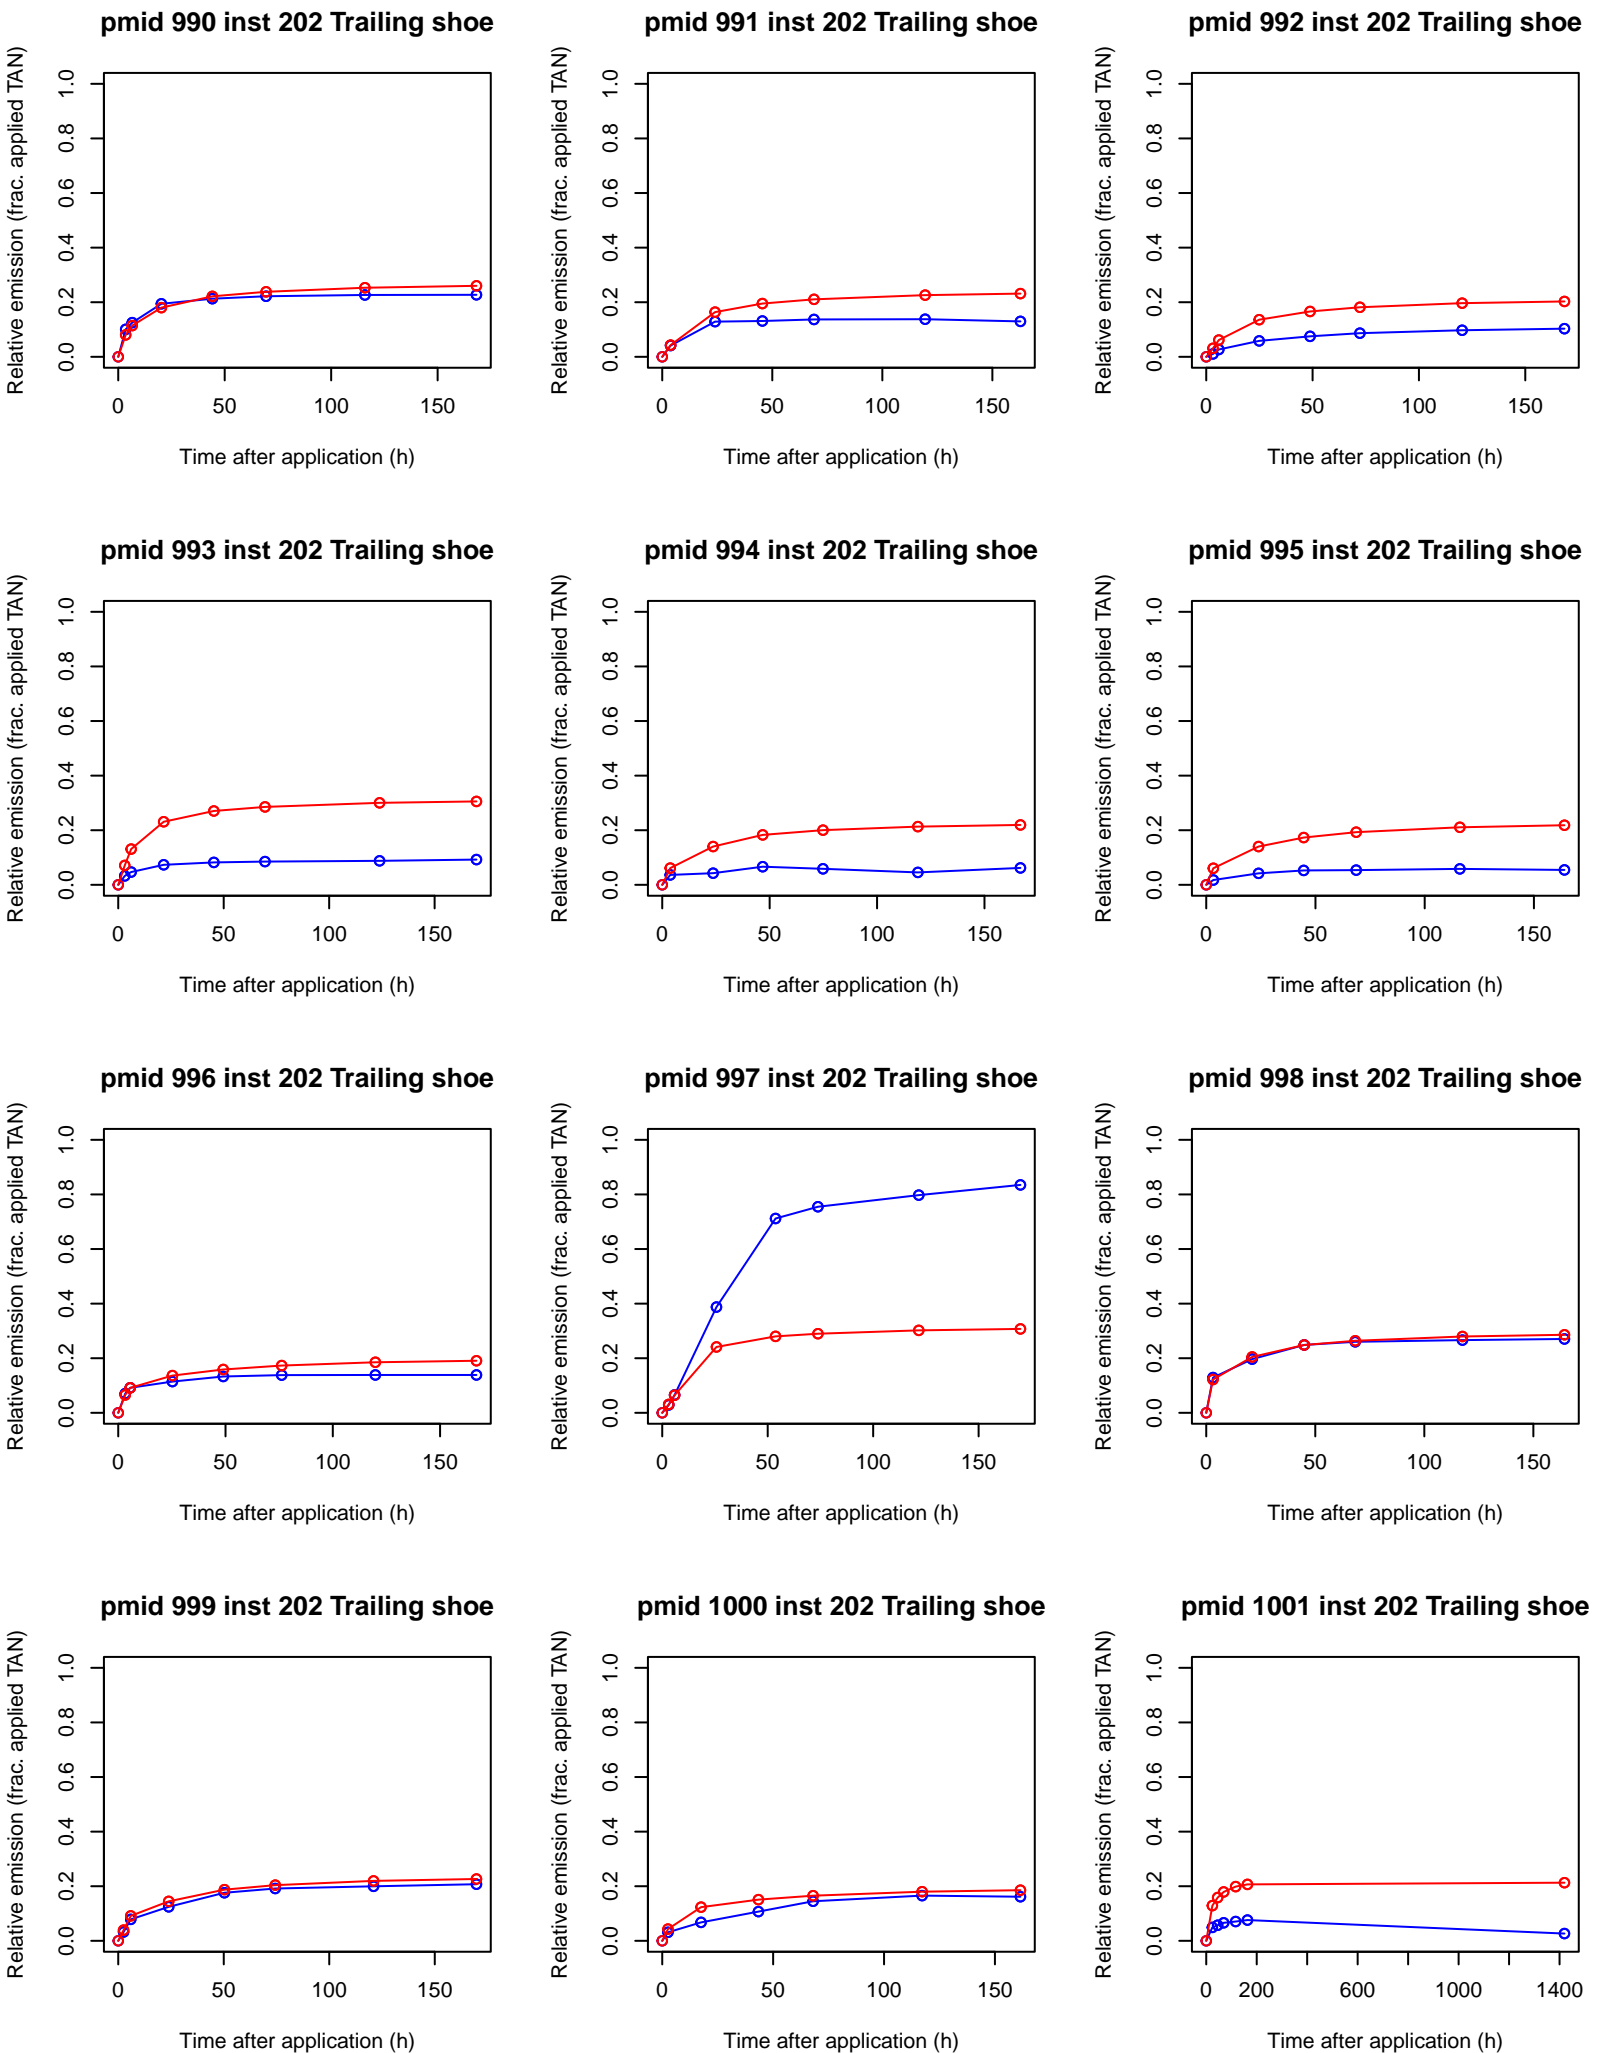 pmid 990 inst 202 Trailing shoe
Relative emission (frac. applied TAN)
0.0 0.2 0.4 0.6 0.8 1.0
0 50 100 150
Time after application (h)
pmid 991 inst 202 Trailing shoe
Relative emission (frac. applied TAN)
0.0 0.2 0.4 0.6 0.8 1.0
0 50 100 150
Time after application (h)
pmid 992 inst 202 Trailing shoe
Relative emission (frac. applied TAN)
0.0 0.2 0.4 0.6 0.8 1.0
0 50 100 150
Time after application (h)
pmid 993 inst 202 Trailing shoe
Relative emission (frac. applied TAN)
0.0 0.2 0.4 0.6 0.8 1.0
0 50 100 150
Time after application (h)
pmid 994 inst 202 Trailing shoe
Relative emission (frac. applied TAN)
0.0 0.2 0.4 0.6 0.8 1.0
0 50 100 150
Time after application (h)
pmid 995 inst 202 Trailing shoe
Relative emission (frac. applied TAN)
0.0 0.2 0.4 0.6 0.8 1.0
0 50 100 150
Time after application (h)
pmid 996 inst 202 Trailing shoe
Relative emission (frac. applied TAN)
0.0 0.2 0.4 0.6 0.8 1.0
0 50 100 150
Time after application (h)
pmid 997 inst 202 Trailing shoe
Relative emission (frac. applied TAN)
0.0 0.2 0.4 0.6 0.8 1.0
0 50 100 150
Time after application (h)
pmid 998 inst 202 Trailing shoe
Relative emission (frac. applied TAN)
0.0 0.2 0.4 0.6 0.8 1.0
0 50 100 150
Time after application (h)
pmid 999 inst 202 Trailing shoe
Relative emission (frac. applied TAN)
0.0 0.2 0.4 0.6 0.8 1.0
0 50 100 150
Time after application (h)
pmid 1000 inst 202 Trailing shoe
Relative emission (frac. applied TAN)
0.0 0.2 0.4 0.6 0.8 1.0
0 50 100 150
Time after application (h)
pmid 1001 inst 202 Trailing shoe
Relative emission (frac. applied TAN)
0.0 0.2 0.4 0.6 0.8 1.0
0 200 600 1000 1400
Time after application (h)